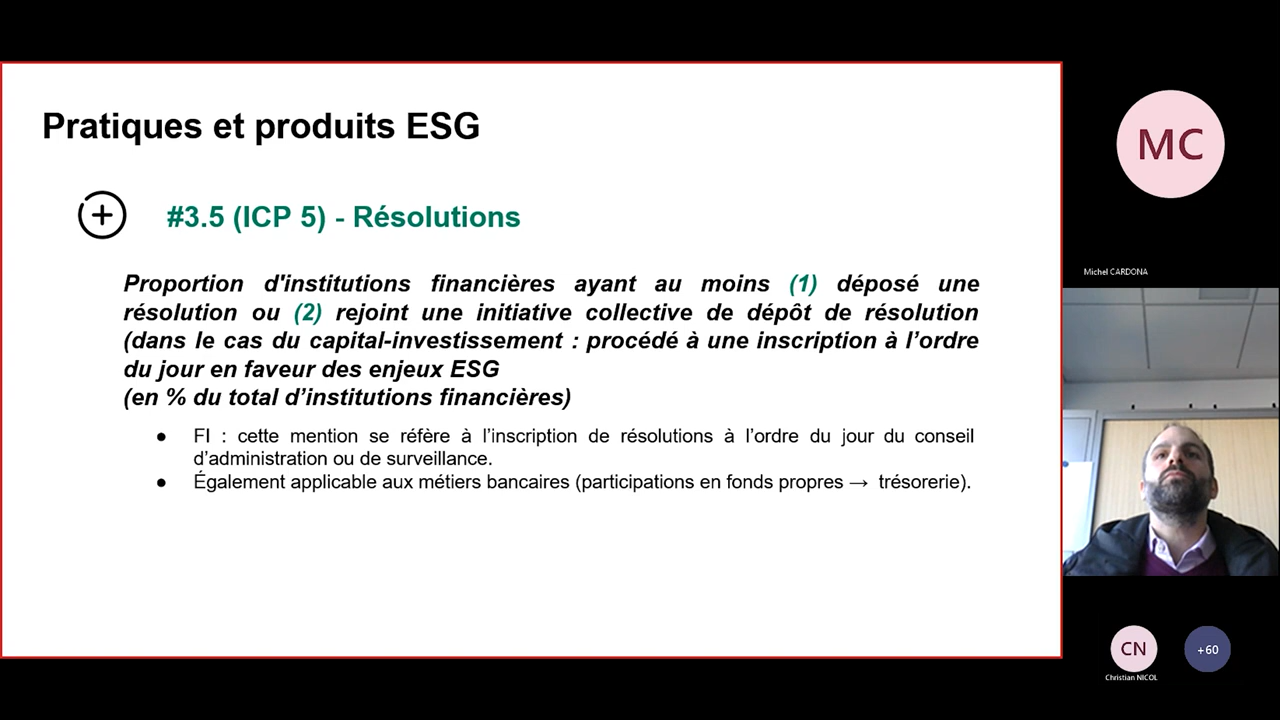 Pratiques et produits ESG
#3.5 (ICP 5) - Résolutions
Proportion d'institutions financières ayant au moins (1) déposé une
résolution ou (2) rejoint une initiative collective de dépôt de résolution
(dans le cas du capital-investissement : procédé à une inscription à l’ordre
du jour en faveur des enjeux ESG
(en % du total d’institutions financières)
● FI : cette mention se réfère à l’inscription de résolutions à l’ordre du jour du conseil
d’administration ou de surveillance.
● Également applicable aux métiers bancaires (participations en fonds propres → trésorerie).
MC
Michel CARDONA
CN
+60
Christian NICOL